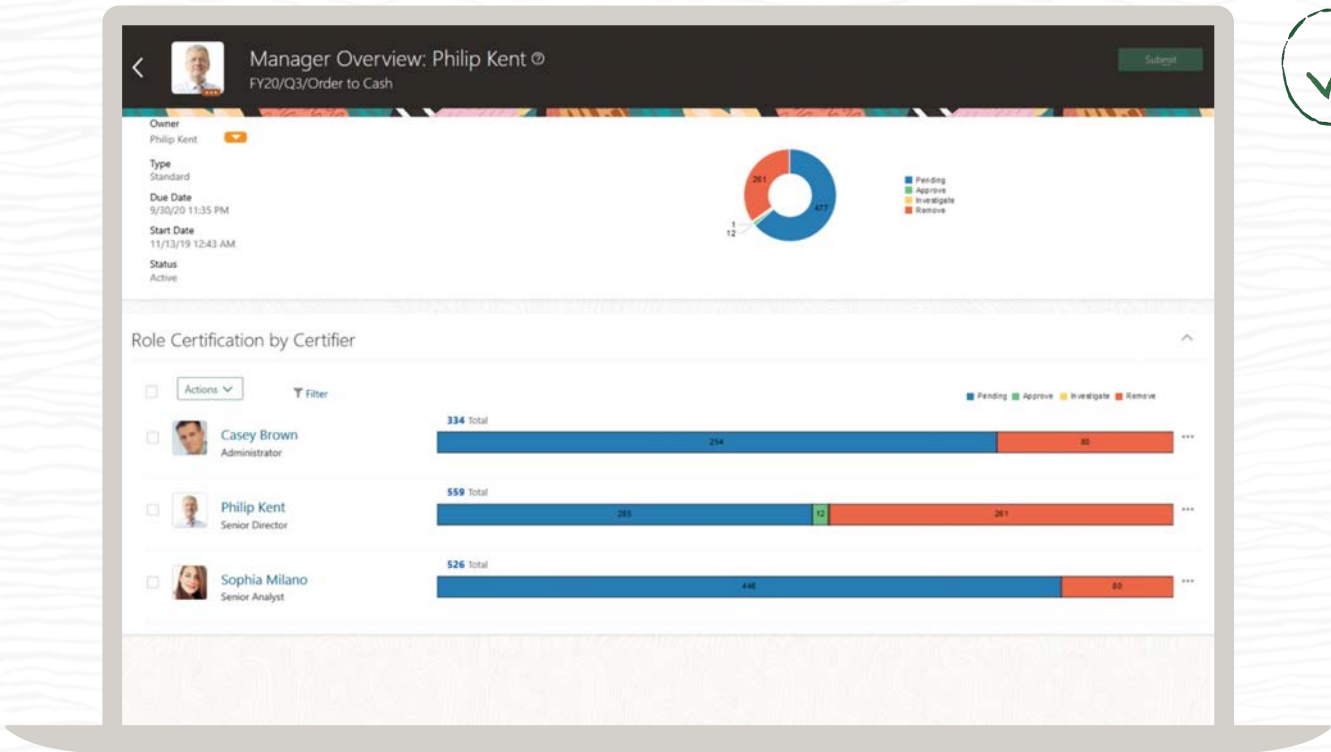 Manager Overview: Philip Kent
Submit
FY20/Q3/Order to Cash
Owner
Philip Kent
Type
Standard
Due Date
9/30/20 11:35 PM
Start Date
11/13/19 12:43 AM
Status
Active
261
477
1
12
Pending
Approve
Investigate
Remove
Role Certification by Certifier
Actions
Filter
Pending Approve Investigate Remove
334 Total
Casey Brown
Administrator
254 80
559 Total
Philip Kent
Senior Director
285 12 261
526 Total
Sophia Milano
Senior Analyst
446 80